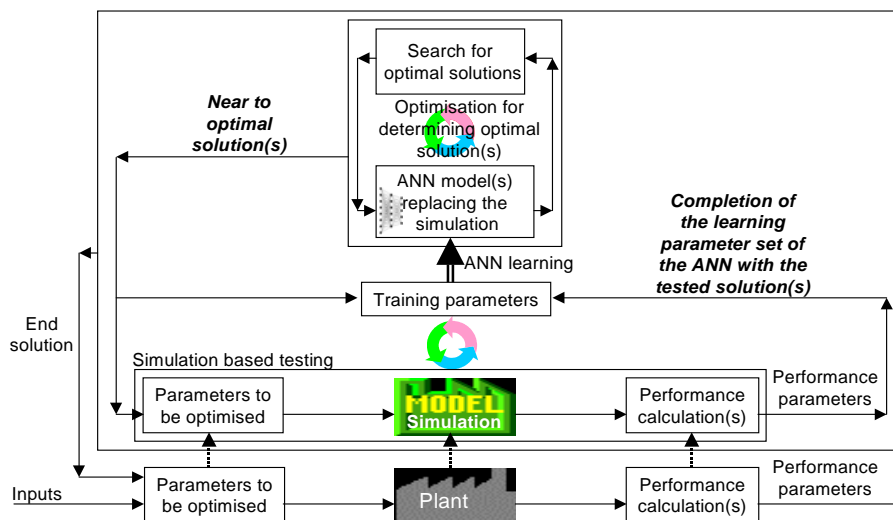 Search for
optimal solutions
Near to
optimal
solution(s)
Optimisation for
determining optimal
solution(s)
ANN model(s)
replacing the
simulation
Completion of
the learning
parameter set of
the ANN with the
tested solution(s)
ANN learning
Training parameters
End
solution
Simulation based testing
Parameters to
be optimised
MODEL
Simulation
Performance
calculation(s)
Performance
parameters
Inputs
Parameters to
be optimised
Plant
Performance
calculation(s)
Performance
parameters